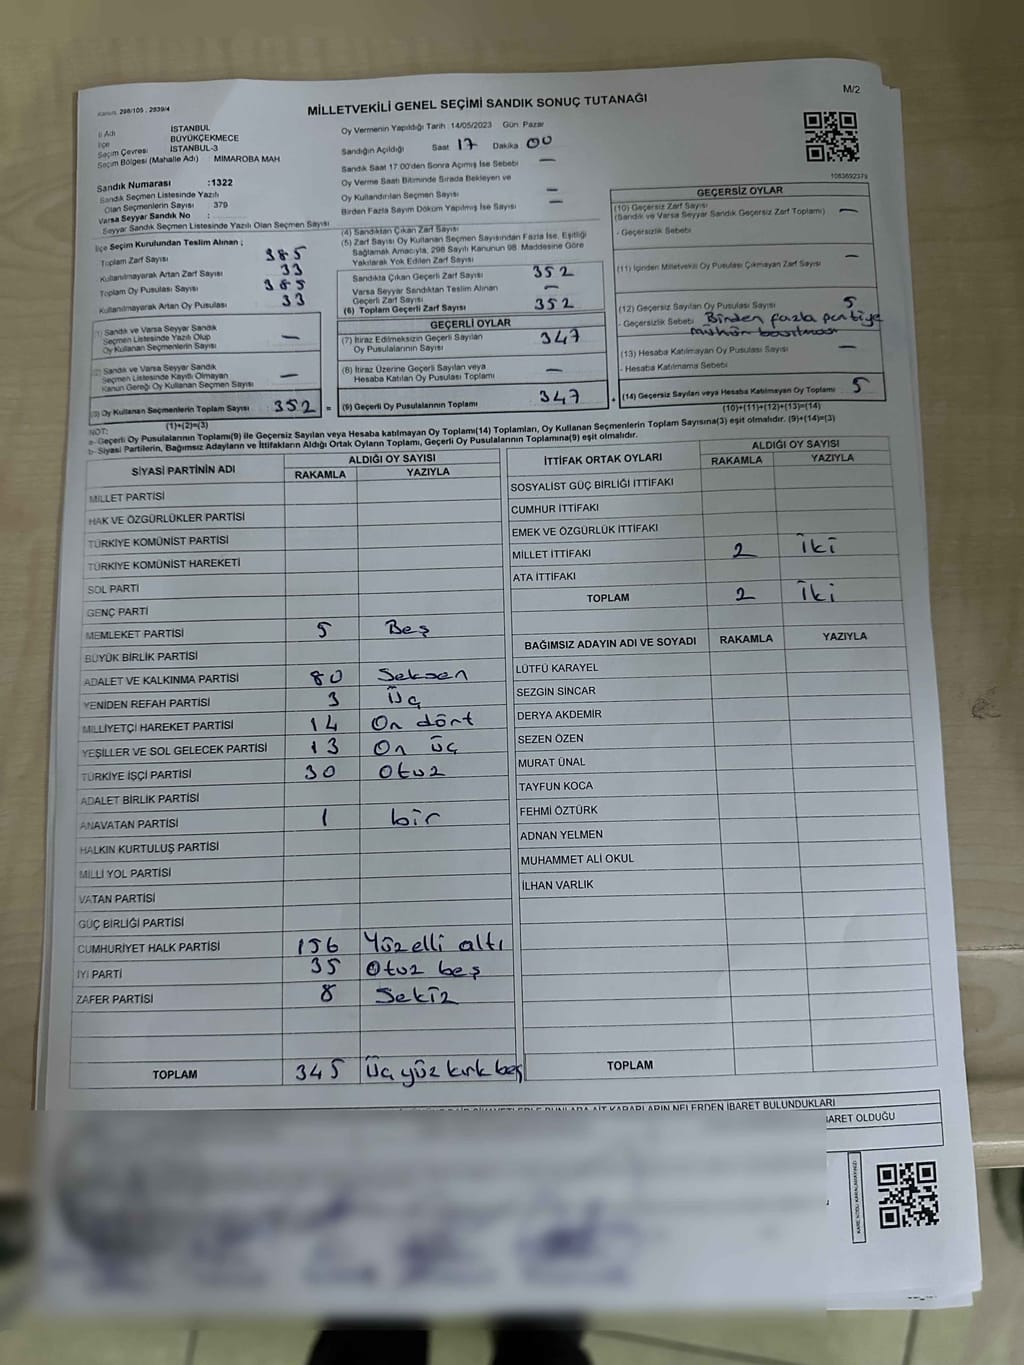 Kanun: 298/105 , 2839/4
MİLLETVEKİLİ GENEL SEÇİMİ SANDIK SONUÇ TUTANAĞI
M/2
İl Adı İSTANBUL
İlçe BÜYÜKÇEKMECE
Seçim Çevresi İSTANBUL-3
Seçim Bölgesi (Mahalle Adı) MİMAROBA MAH
Sandık Numarası :1322
Sandık Seçmen Listesinde Yazılı
Olan Seçmenlerin Sayısı 379
Varsa Seyyar Sandık No :
Seyyar Sandık Seçmen Listesinde Yazılı Olan Seçmen Sayısı
İlçe Seçim Kurulundan Teslim Alınan ;
Toplam Zarf Sayısı 385
Kullanılmayarak Artan Zarf Sayısı 33
Toplam Oy Pusulası Sayısı 385
Kullanılmayarak Artan Oy Pusulası 33
(1) Sandık ve Varsa Seyyar Sandık
Seçmen Listesinde Yazılı Olup
Oy Kullanan Seçmenlerin Sayısı —
(2) Sandık ve Varsa Seyyar Sandık
Seçmen Listesinde Kayıtlı Olmayan
Kanun Gereği Oy Kullanan Seçmen Sayısı —
(3) Oy Kullanan Seçmenlerin Toplam Sayısı 352 =
(1)+(2)=(3)
Oy Vermenin Yapıldığı Tarih :14/05/2023 Gün: Pazar
Sandığın Açıldığı Saat 17 Dakika 00
Sandık Saat 17.00'den Sonra Açılmış İse Sebebi —
Oy Verme Saati Bitiminde Sırada Bekleyen ve
Oy Kullandırılan Seçmen Sayısı —
Birden Fazla Sayım Döküm Yapılmış İse Sayısı —
(4) Sandıktan Çıkan Zarf Sayısı
(5) Zarf Sayısı Oy Kullanan Seçmen Sayısından Fazla İse, Eşitliği
Sağlamak Amacıyla, 298 Sayılı Kanunun 98. Maddesine Göre
Yakılarak Yok Edilen Zarf Sayısı
Sandıkta Çıkan Geçerli Zarf Sayısı 352
Varsa Seyyar Sandıktan Teslim Alınan
Geçerli Zarf Sayısı —
(6) Toplam Geçerli Zarf Sayısı 352
GEÇERLİ OYLAR
(7) İtiraz Edilmeksizin Geçerli Sayılan
Oy Pusulalarının Sayısı 347
(8) İtiraz Üzerine Geçerli Sayılan veya
Hesaba Katılan Oy Pusulası Toplamı —
(9) Geçerli Oy Pusulalarının Toplamı 347
1083692379
GEÇERSİZ OYLAR
(10) Geçersiz Zarf Sayısı
(Sandık ve Varsa Seyyar Sandık Geçersiz Zarf Toplamı) —
- Geçersizlik Sebebi
(11) İçinden Milletvekili Oy Pusulası Çıkmayan Zarf Sayısı —
(12) Geçersiz Sayılan Oy Pusulası Sayısı 5
- Geçersizlik Sebebi Birden fazla partiye
mühür basılması
(13) Hesaba Katılmayan Oy Pusulası Sayısı —
- Hesaba Katılmama Sebebi
(14) Geçersiz Sayılan veya Hesaba Katılmayan Oy Toplamı 5
(10)+(11)+(12)+(13)=(14)
NOT:
a- Geçerli Oy Pusulalarının Toplamı(9) ile Geçersiz Sayılan veya Hesaba Katılmayan Oy Toplamı(14) Toplamları, Oy Kullanan Seçmenlerin Toplam Sayısına(3) eşit olmalıdır. (9)+(14)=(3)
b- Siyasi Partilerin, Bağımsız Adayların ve İttifakların Aldığı Ortak Oyların Toplamı, Geçerli Oy Pusulalarının Toplamına(9) eşit olmalıdır.
SİYASİ PARTİNİN ADI ALDIĞI OY SAYISI
RAKAMLA YAZIYLA
MİLLET PARTİSİ
HAK VE ÖZGÜRLÜKLER PARTİSİ
TÜRKİYE KOMÜNİST PARTİSİ
TÜRKİYE KOMÜNİST HAREKETİ
SOL PARTİ
GENÇ PARTİ
MEMLEKET PARTİSİ 5 Beş
BÜYÜK BİRLİK PARTİSİ
ADALET VE KALKINMA PARTİSİ 80 Seksen
YENİDEN REFAH PARTİSİ 3 Üç
MİLLİYETÇİ HAREKET PARTİSİ 14 On dört
YEŞİLLER VE SOL GELECEK PARTİSİ 13 On üç
TÜRKİYE İŞÇİ PARTİSİ 30 Otuz
ADALET BİRLİK PARTİSİ
ANAVATAN PARTİSİ 1 bir
HALKIN KURTULUŞ PARTİSİ
MİLLİ YOL PARTİSİ
VATAN PARTİSİ
GÜÇ BİRLİĞİ PARTİSİ
CUMHURİYET HALK PARTİSİ 156 Yüz elli altı
İYİ PARTİ 35 Otuz beş
ZAFER PARTİSİ 8 Sekiz
TOPLAM 345 Üç yüz kırk beş
İTTİFAK ORTAK OYLARI ALDIĞI OY SAYISI
RAKAMLA YAZIYLA
SOSYALİST GÜÇ BİRLİĞİ İTTİFAKI
CUMHUR İTTİFAKI
EMEK VE ÖZGÜRLÜK İTTİFAKI
MİLLET İTTİFAKI 2 İki
ATA İTTİFAKI
TOPLAM 2 İki
BAĞIMSIZ ADAYIN ADI VE SOYADI RAKAMLA YAZIYLA
LÜTFÜ KARAYEL
SEZGİN SİNCAR
DERYA AKDEMİR
SEZEN ÖZEN
MURAT ÜNAL
TAYFUN KOCA
FEHMİ ÖZTÜRK
ADNAN YELMEN
MUHAMMET ALİ OKUL
İLHAN VARLIK
TOPLAM
KARARLARIN NELERDEN İBARET BULUNDUKLARI
İBARET OLDUĞU